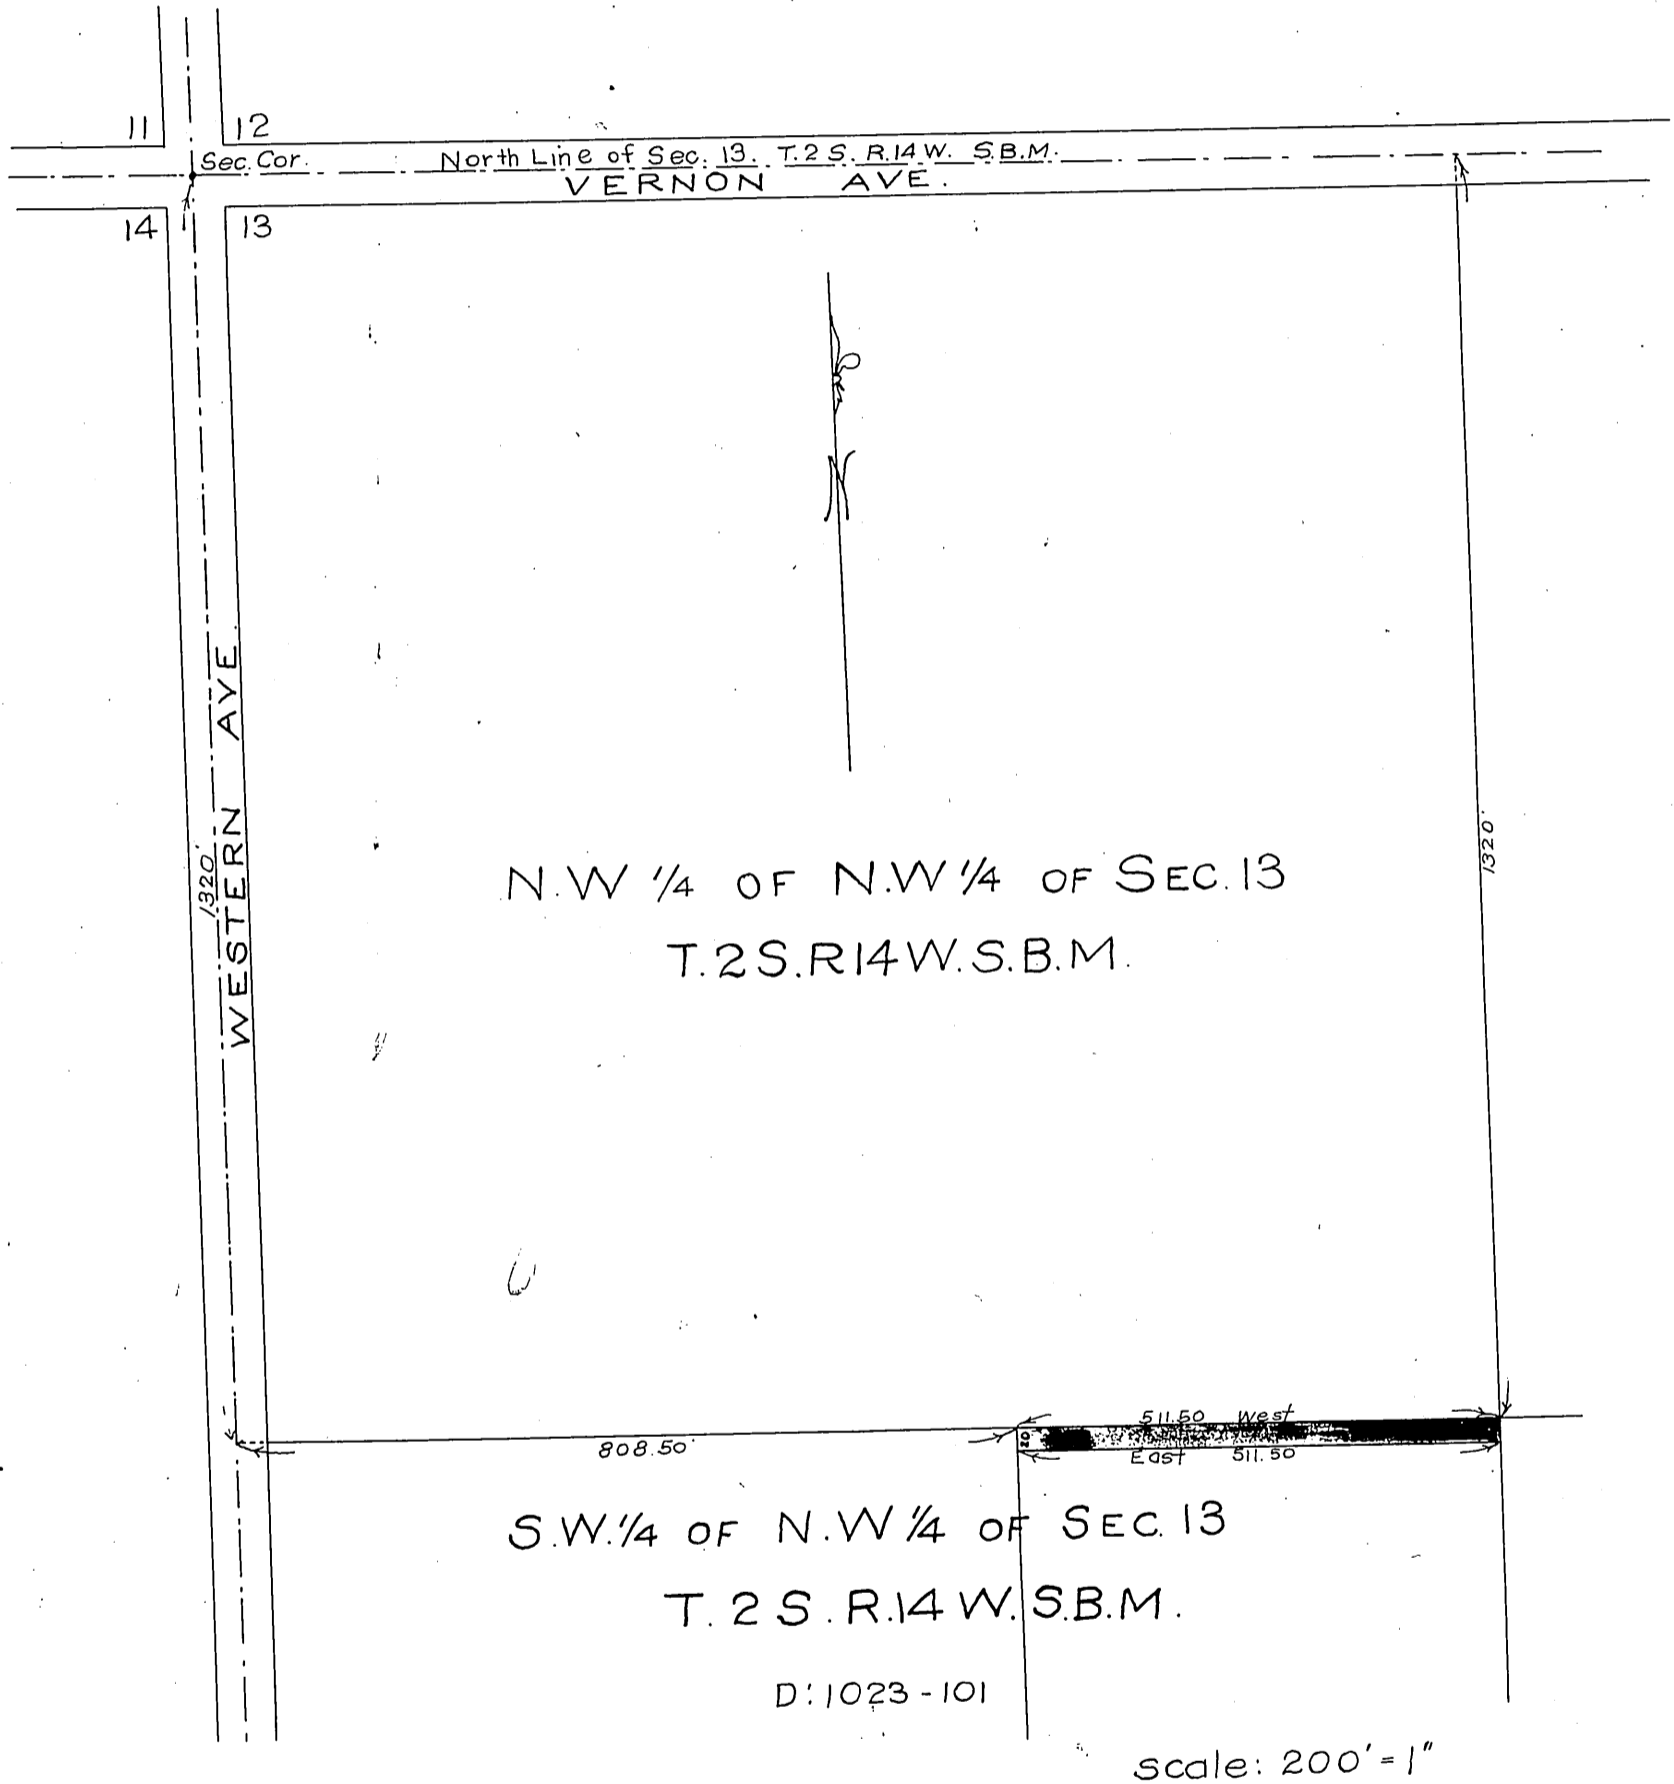 11 12
Sec. Cor. North Line of Sec. 13. T.2 S. R.14 W. S.B.M.
VERNON AVE.
14 13
N
1320'
WESTERN AVE.
1320'
N.W 1/4 OF N.W 1/4 OF SEC. 13
T. 2 S. R 14 W. S.B.M.
511.50 West
808.50'
20
East 511.50
S.W. 1/4 OF N.W 1/4 OF SEC. 13
T. 2 S. R. 14 W. S.B.M.
D:1023-101
scale: 200' = 1"